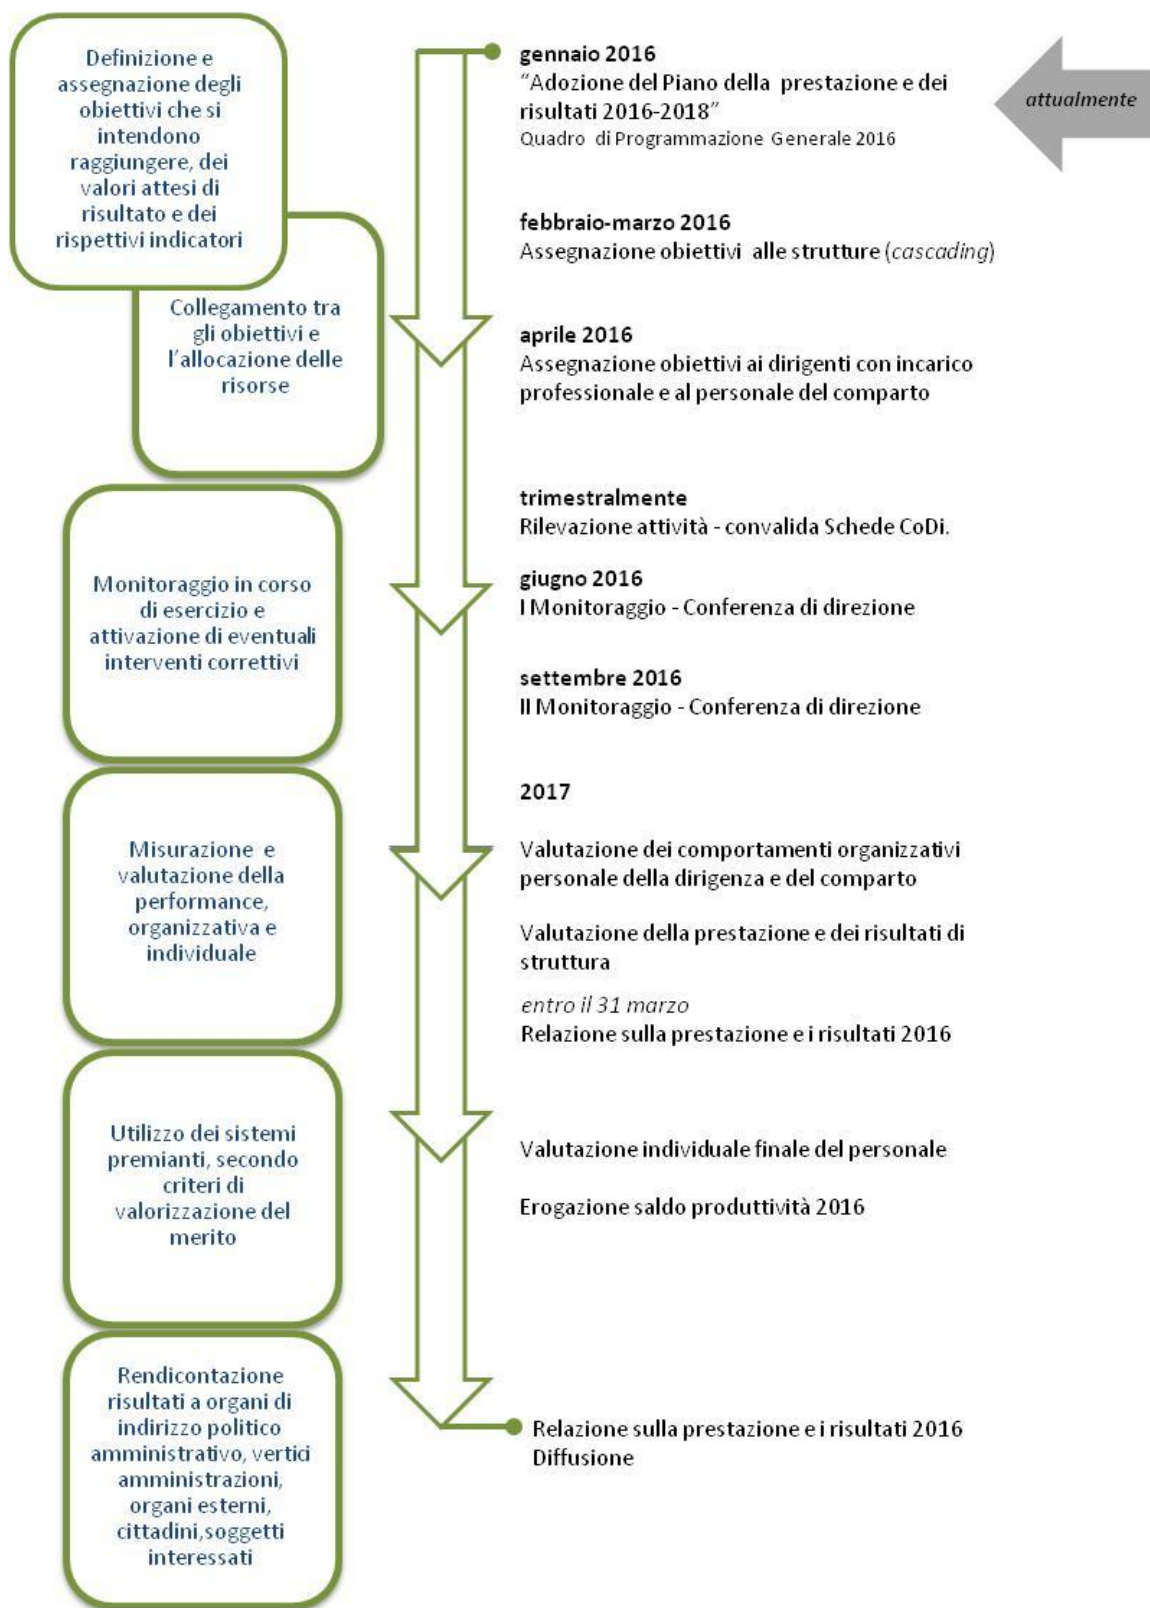 Definizione e
assegnazione degli
obiettivi che si
intendono
raggiungere, dei
valori attesi di
risultato e dei
rispettivi indicatori
Collegamento tra
gli obiettivi e
l'allocazione delle
risorse
Monitoraggio in corso
di esercizio e
attivazione di eventuali
interventi correttivi
Misurazione e
valutazione della
performance,
organizzativa e
individuale
Utilizzo dei sistemi
premianti, secondo
criteri di
valorizzazione del
merito
Rendicontazione
risultati a organi di
indirizzo politico
amministrativo, vertici
amministrazioni,
organi esterni,
cittadini,soggetti
interessati
gennaio 2016
“Adozione del Piano della prestazione e dei
risultati 2016-2018”
Quadro di Programmazione Generale 2016
attualmente
febbraio-marzo 2016
Assegnazione obiettivi alle strutture (cascading)
aprile 2016
Assegnazione obiettivi ai dirigenti con incarico
professionale e al personale del comparto
trimestralmente
Rilevazione attività - convalida Schede CoDi.
giugno 2016
I Monitoraggio - Conferenza di direzione
settembre 2016
II Monitoraggio - Conferenza di direzione
2017
Valutazione dei comportamenti organizzativi
personale della dirigenza e del comparto
Valutazione della prestazione e dei risultati di
struttura
entro il 31 marzo
Relazione sulla prestazione e i risultati 2016
Valutazione individuale finale del personale
Erogazione saldo produttività 2016
Relazione sulla prestazione e i risultati 2016
Diffusione